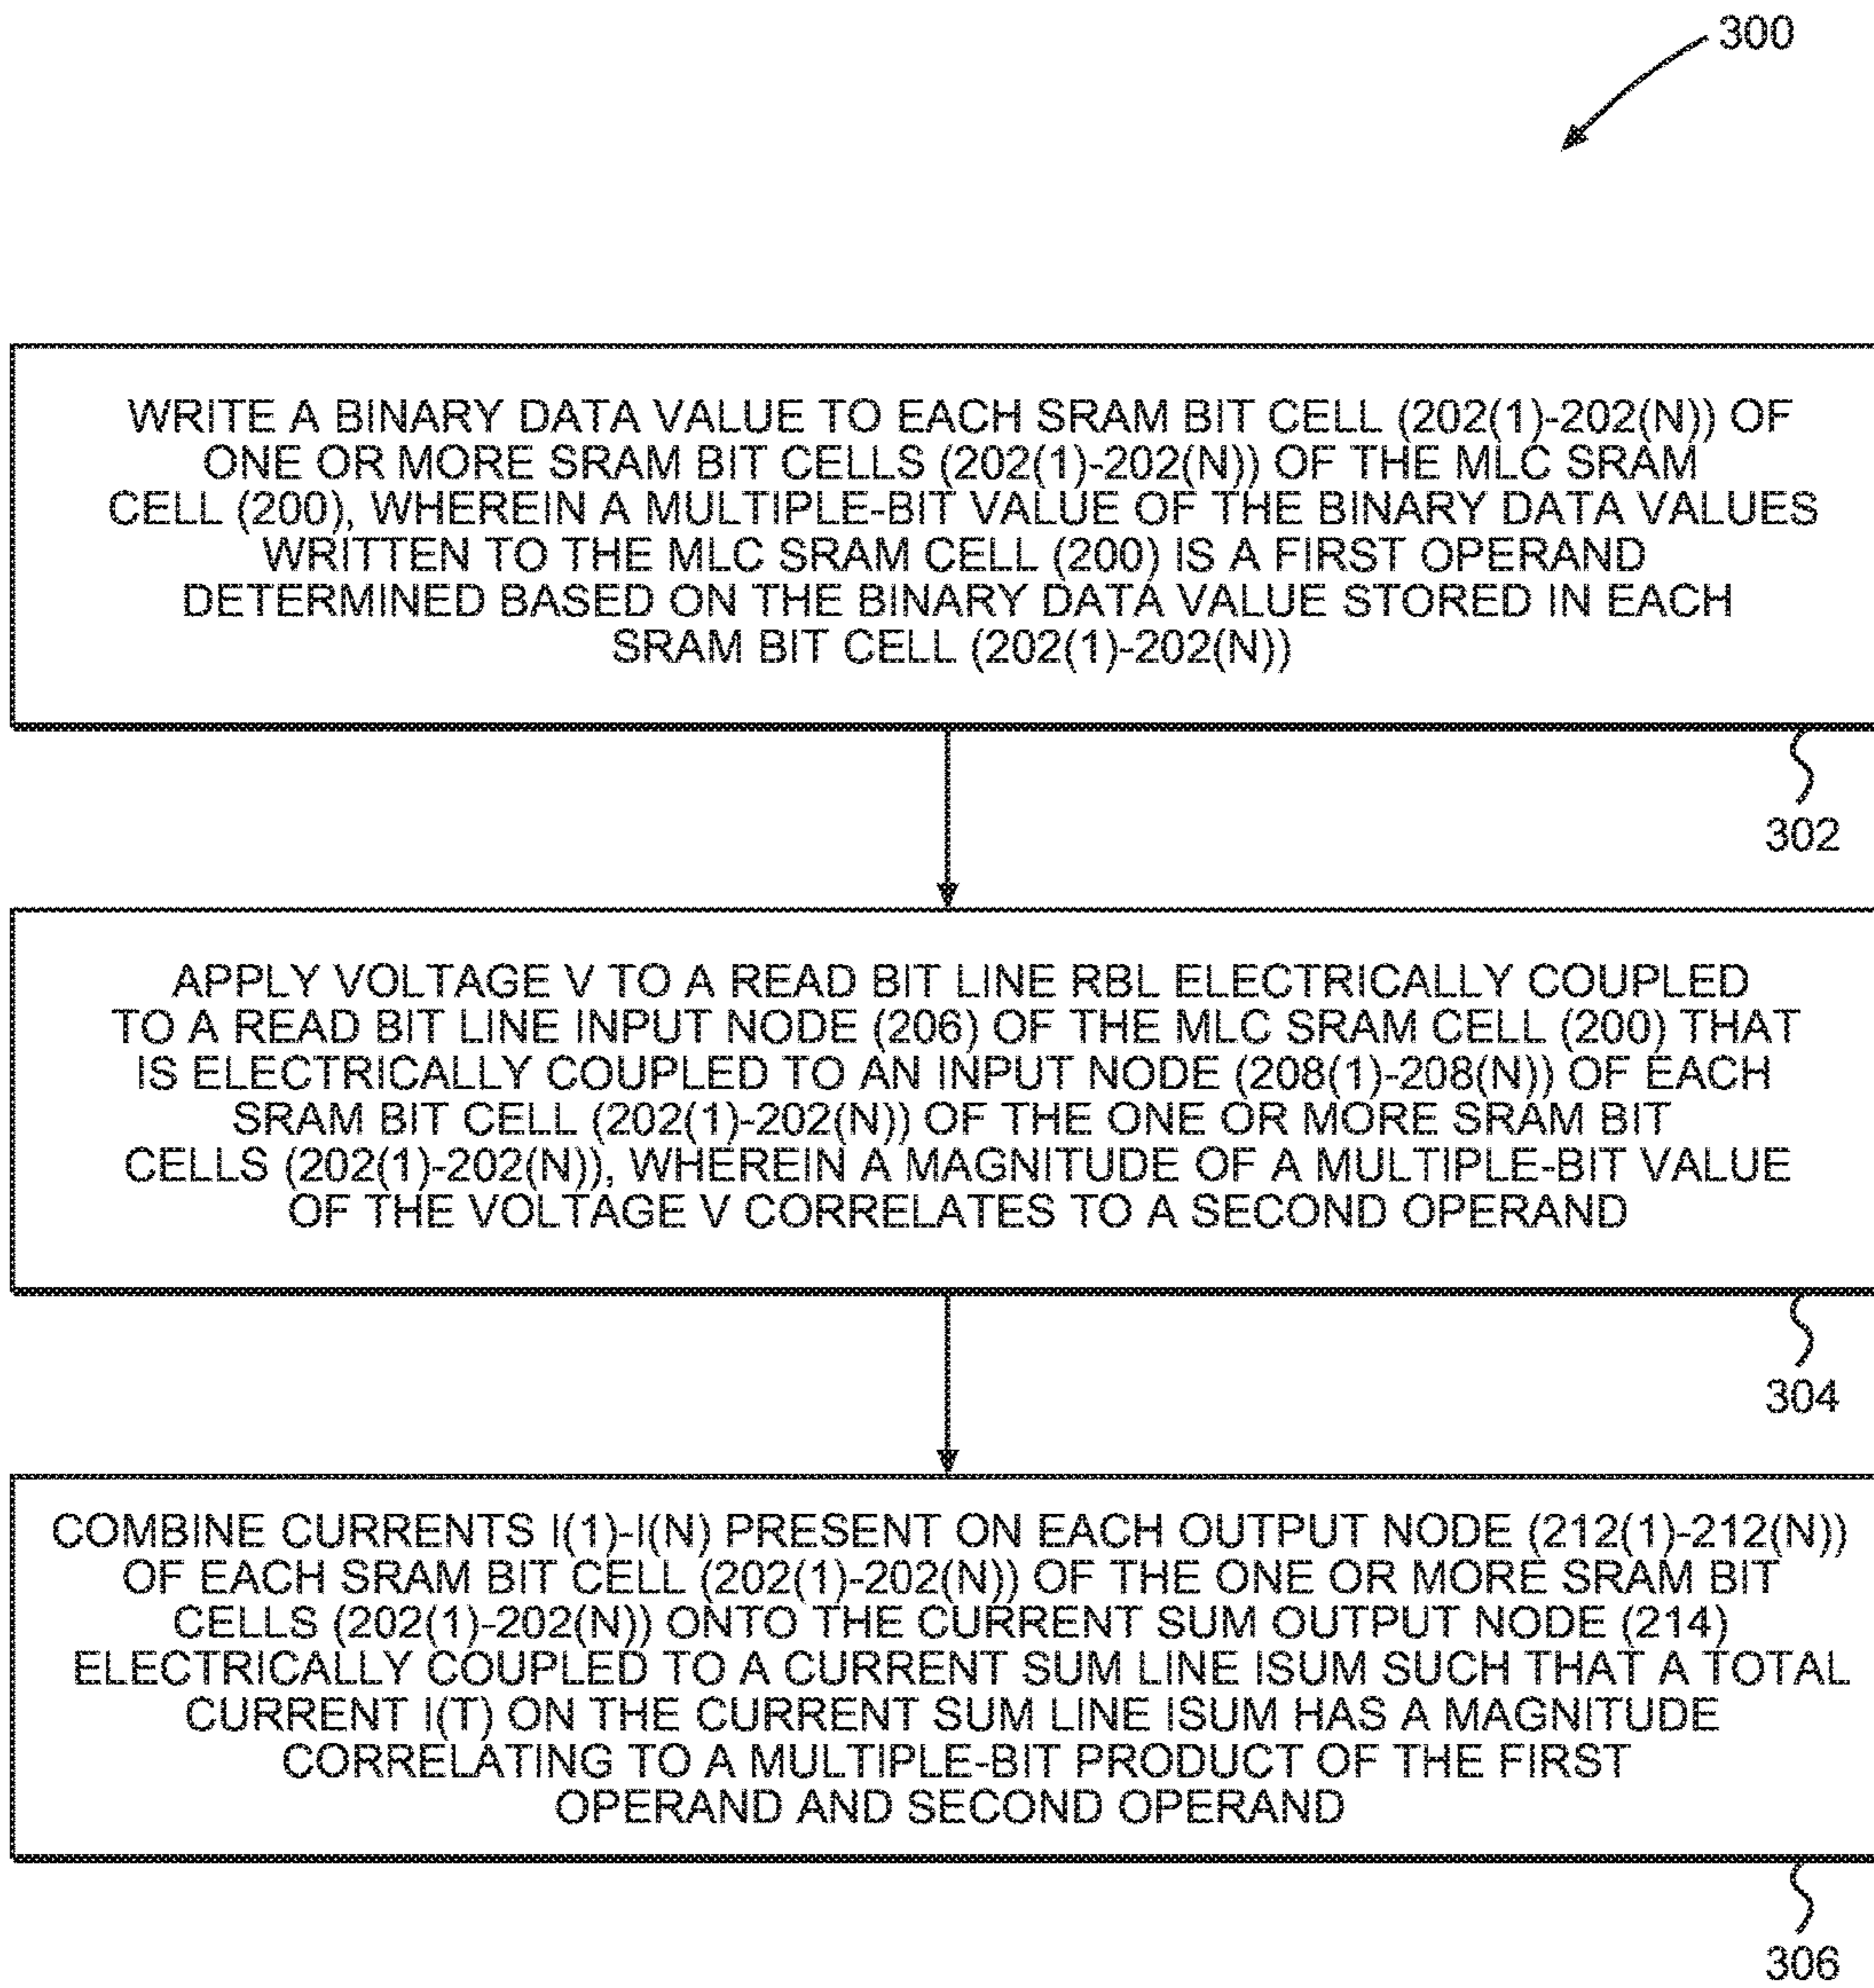 300
WRITE A BINARY DATA VALUE TO EACH SRAM BIT CELL (202(1)-202(N)) OF
ONE OR MORE SRAM BIT CELLS (202(1)-202(N)) OF THE MLC SRAM
CELL (200), WHEREIN A MULTIPLE-BIT VALUE OF THE BINARY DATA VALUES
WRITTEN TO THE MLC SRAM CELL (200) IS A FIRST OPERAND
DETERMINED BASED ON THE BINARY DATA VALUE STORED IN EACH
SRAM BIT CELL (202(1)-202(N))
302
APPLY VOLTAGE V TO A READ BIT LINE RBL ELECTRICALLY COUPLED
TO A READ BIT LINE INPUT NODE (206) OF THE MLC SRAM CELL (200) THAT
IS ELECTRICALLY COUPLED TO AN INPUT NODE (208(1)-208(N)) OF EACH
SRAM BIT CELL (202(1)-202(N)) OF THE ONE OR MORE SRAM BIT
CELLS (202(1)-202(N)), WHEREIN A MAGNITUDE OF A MULTIPLE-BIT VALUE
OF THE VOLTAGE V CORRELATES TO A SECOND OPERAND
304
COMBINE CURRENTS I(1)-I(N) PRESENT ON EACH OUTPUT NODE (212(1)-212(N))
OF EACH SRAM BIT CELL (202(1)-202(N)) OF THE ONE OR MORE SRAM BIT
CELLS (202(1)-202(N)) ONTO THE CURRENT SUM OUTPUT NODE (214)
ELECTRICALLY COUPLED TO A CURRENT SUM LINE ISUM SUCH THAT A TOTAL
CURRENT I(T) ON THE CURRENT SUM LINE ISUM HAS A MAGNITUDE
CORRELATING TO A MULTIPLE-BIT PRODUCT OF THE FIRST
OPERAND AND SECOND OPERAND
306